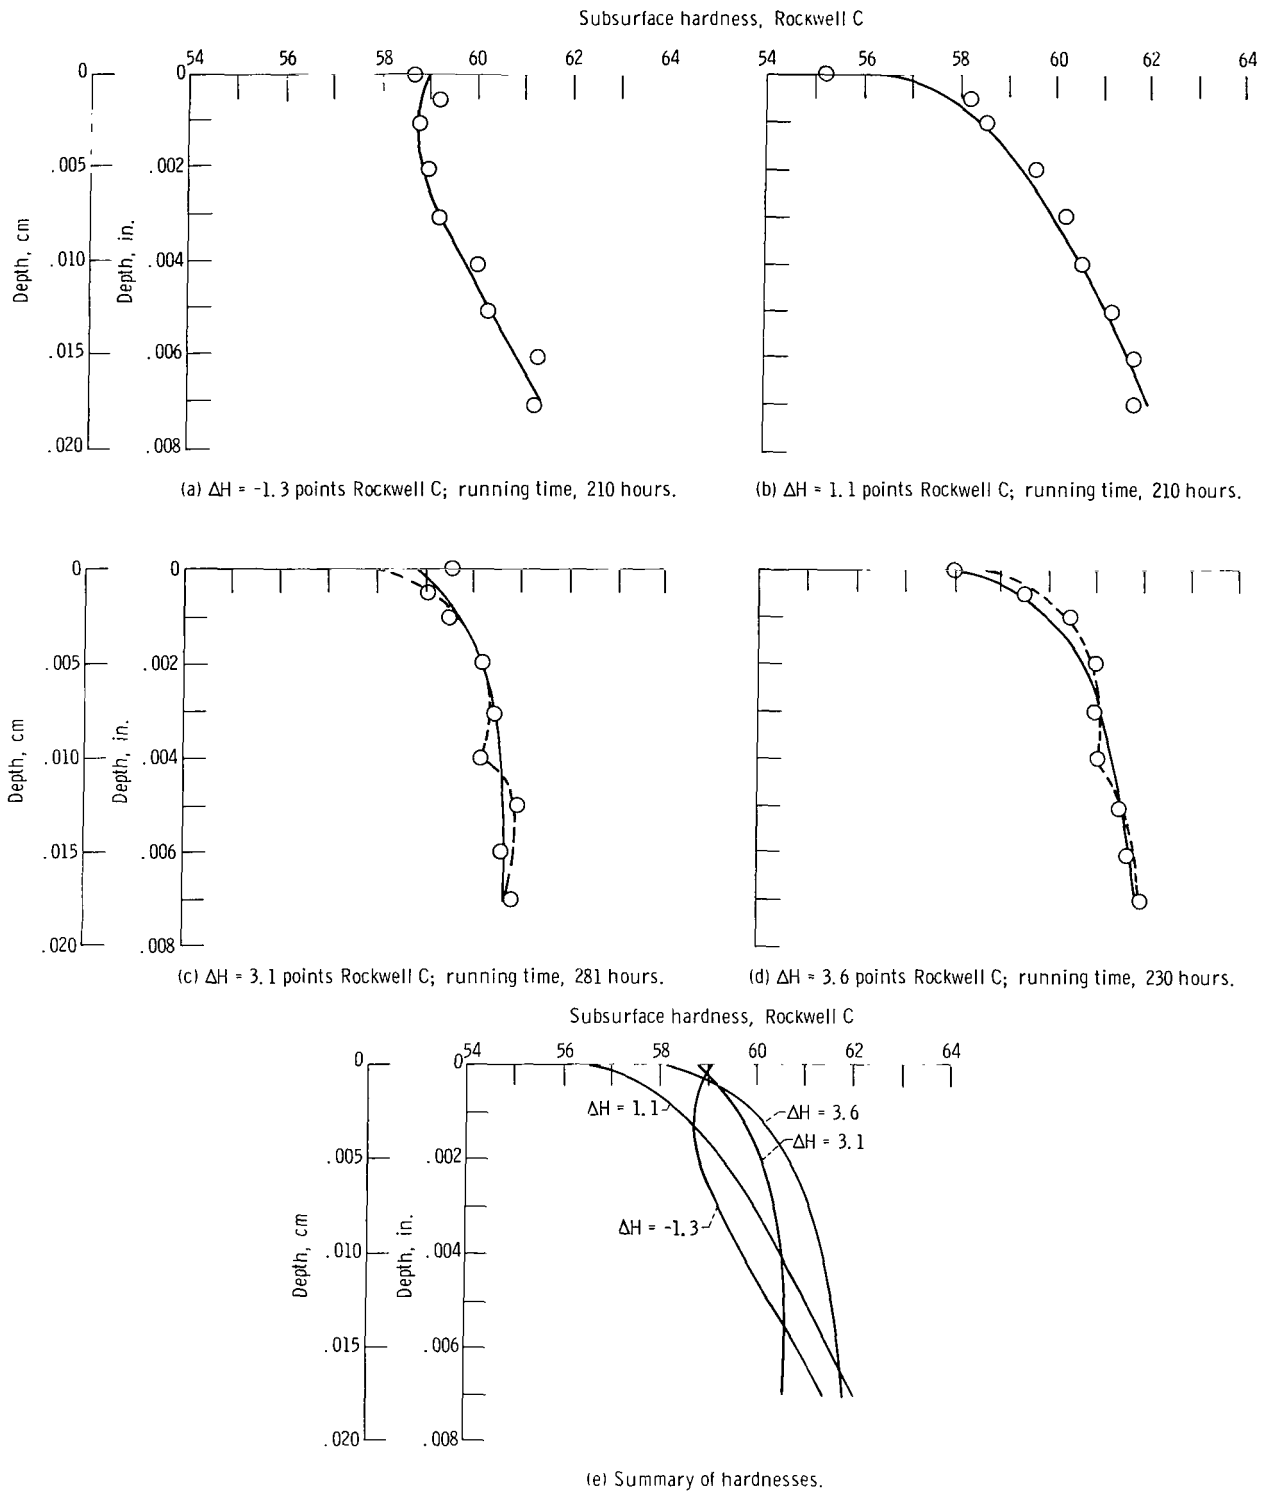 Subsurface hardness, Rockwell C
54 56 58 60 62 64 54 56 58 60 62 64
0 0
.005 .002
.010 .004
.015 .006
.020 .008
Depth, cm
Depth, in.
(a) ΔH = -1.3 points Rockwell C; running time, 210 hours.
(b) ΔH = 1.1 points Rockwell C; running time, 210 hours.
0 0
.005 .002
.010 .004
.015 .006
.020 .008
Depth, cm
Depth, in.
(c) ΔH = 3.1 points Rockwell C; running time, 281 hours.
(d) ΔH = 3.6 points Rockwell C; running time, 230 hours.
Subsurface hardness, Rockwell C
54 56 58 60 62 64
0 0
ΔH = 1.1
ΔH = 3.6
ΔH = 3.1
.005 .002
ΔH = -1.3
.010 .004
.015 .006
.020 .008
Depth, cm
Depth, in.
(e) Summary of hardnesses.